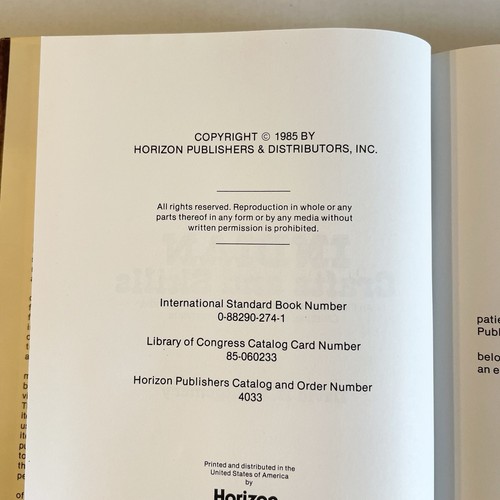 COPYRIGHT © 1985 BY
HORIZON PUBLISHERS & DISTRIBUTORS, INC.
All rights reserved. Reproduction in whole or any
parts thereof in any form or by any media without
written permission is prohibited.
International Standard Book Number
0-88290-274-1
Library of Congress Catalog Card Number
85-060233
Horizon Publishers Catalog and Order Number
4033
Printed and distributed in the
United States of America
by
Horizon
patie
Publ
belo
an e